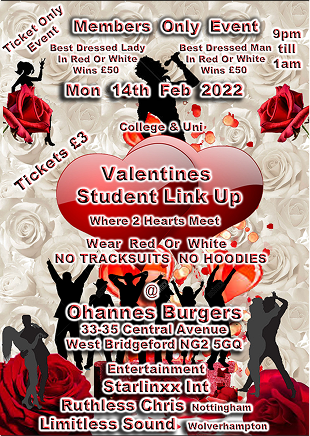 Ticket Only
Event
Members Only Event
9pm
till
1am
Best Dressed Lady
In Red Or White
Wins £50
Best Dressed Man
In Red Or White
Wins £50
Mon 14th Feb 2022
College & Uni
Tickets £3
Valentines
Student Link Up
Where 2 Hearts Meet
Wear Red Or White
NO TRACKSUITS NO HOODIES
@
Ohannes Burgers
33-35 Central Avenue
West Bridgeford NG2 5GQ
Entertainment
Starlinxx Int
Ruthless Chris Nottingham
Limitless Sound Wolverhampton